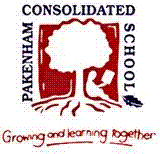 PAKENHAM
CONSOLIDATED
SCHOOL
Growing and learning together